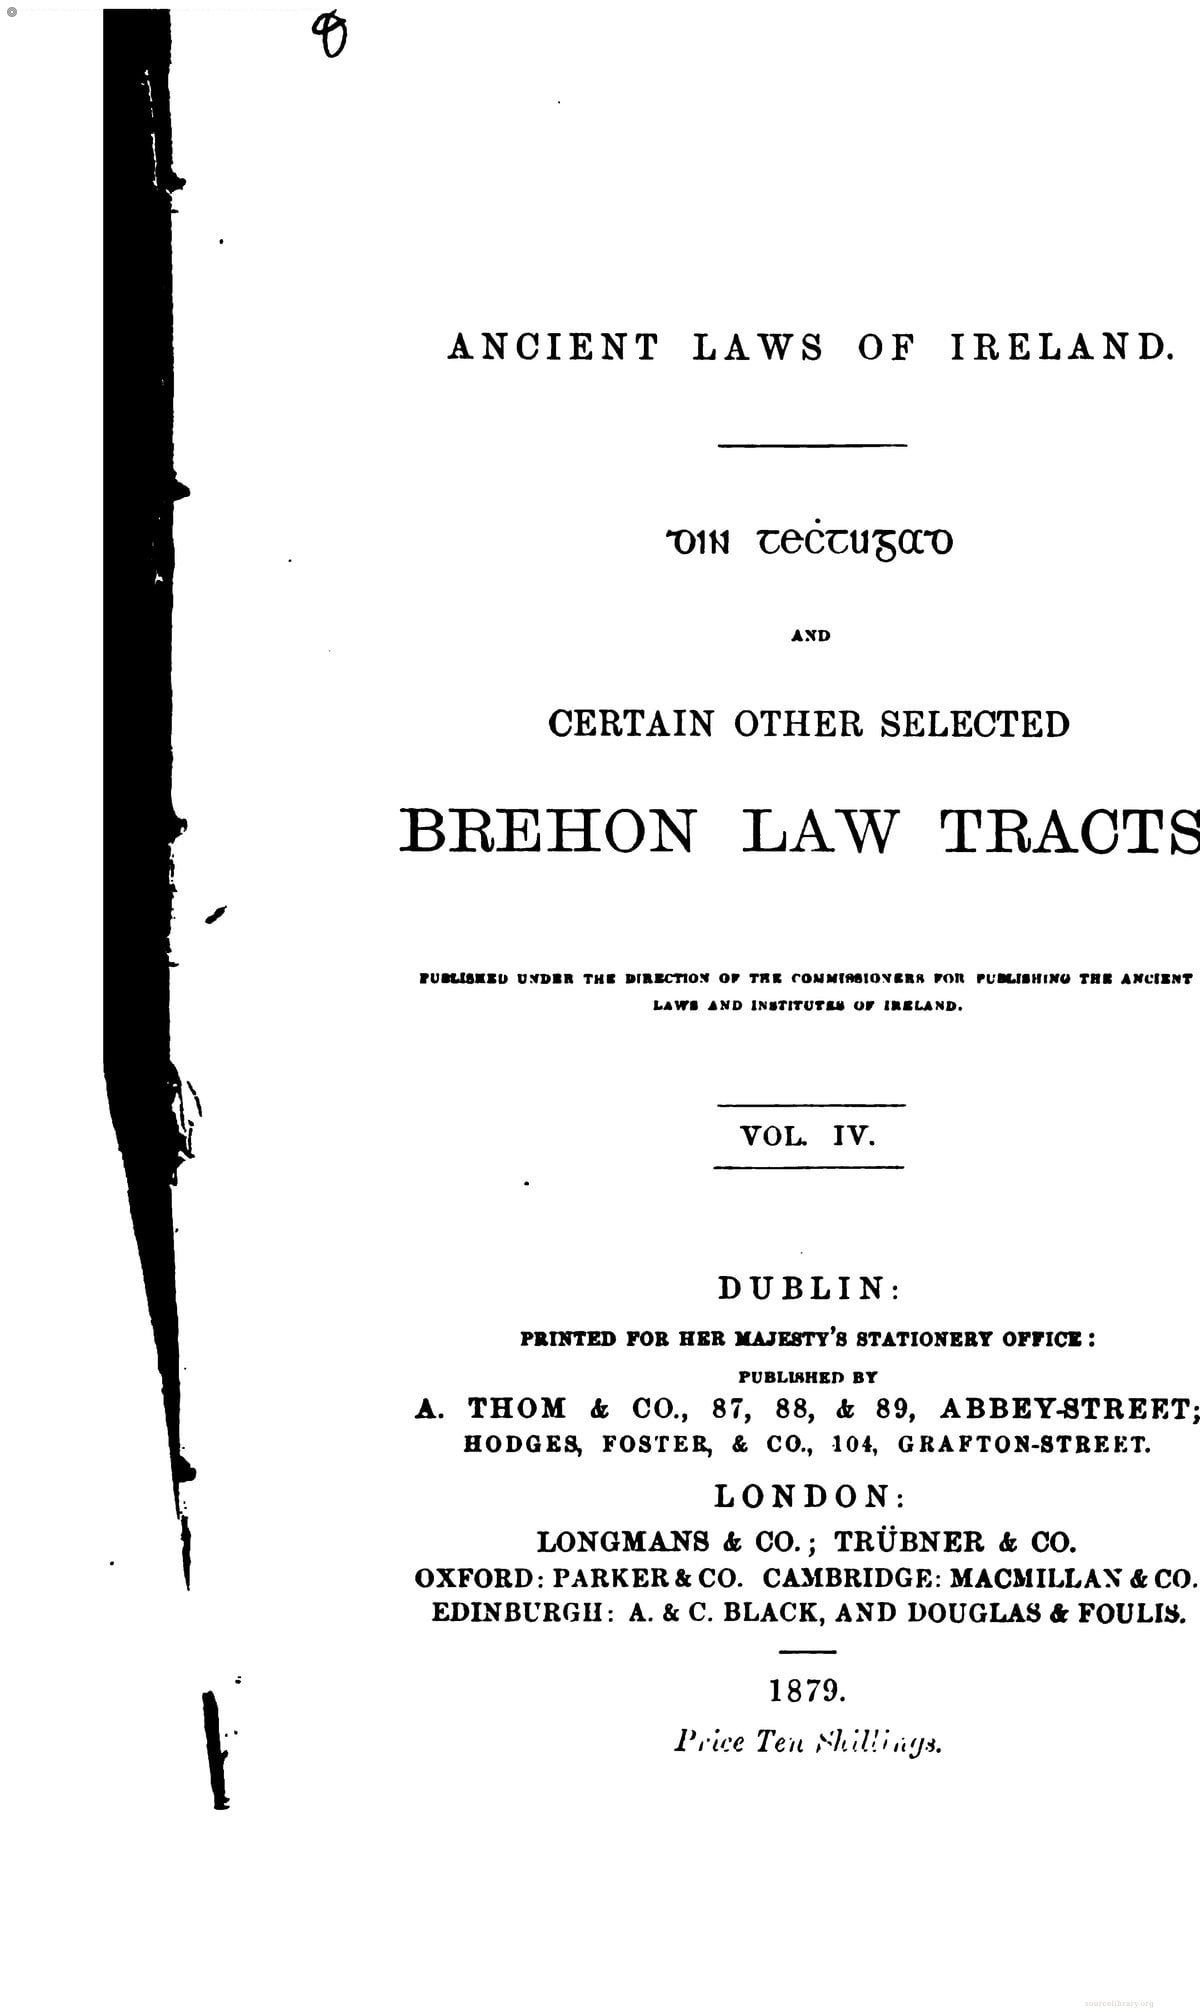 ANCIENT LAWS OF IRELAND.
DIN TEĊTUGAD
AND
CERTAIN OTHER SELECTED
BREHON LAW TRACTS
PUBLISHED UNDER THE DIRECTION OF THE COMMISSIONERS FOR PUBLISHING THE ANCIENT
LAWS AND INSTITUTES OF IRELAND.
VOL. IV.
DUBLIN:
PRINTED FOR HER MAJESTY'S STATIONERY OFFICE:
PUBLISHED BY
A. THOM & CO., 87, 88, & 89, ABBEY-STREET;
HODGES, FOSTER, & CO., 104, GRAFTON-STREET.
LONDON:
LONGMANS & CO.; TRÜBNER & CO.
OXFORD: PARKER & CO. CAMBRIDGE: MACMILLAN & CO.
EDINBURGH: A. & C. BLACK, AND DOUGLAS & FOULIS.
1879.
Price Ten Shillings.
sourcelibrary.org